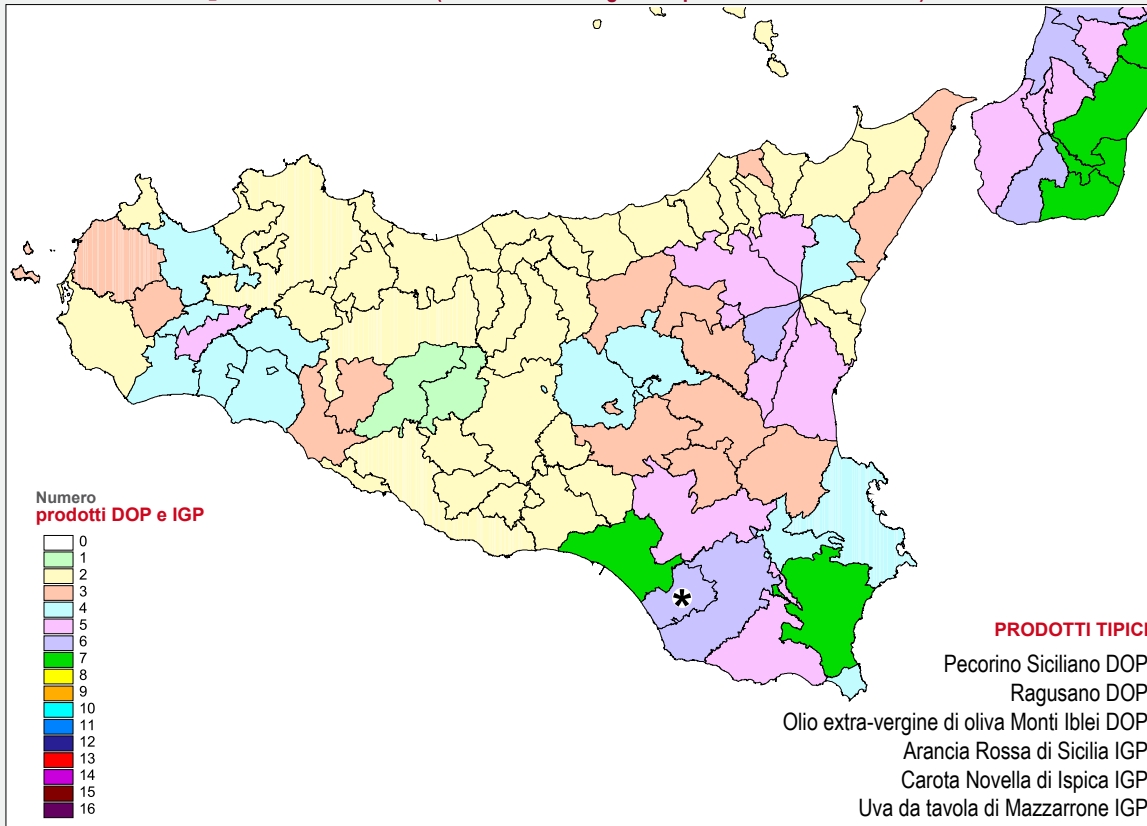 Numero
prodotti DOP e IGP
0
1
2
3
4
5
6
7
8
9
10
11
12
13
14
15
16
*
PRODOTTI TIPICI
Pecorino Siciliano DOP
Ragusano DOP
Olio extra-vergine di oliva Monti Iblei DOP
Arancia Rossa di Sicilia IGP
Carota Novella di Ispica IGP
Uva da tavola di Mazzarrone IGP